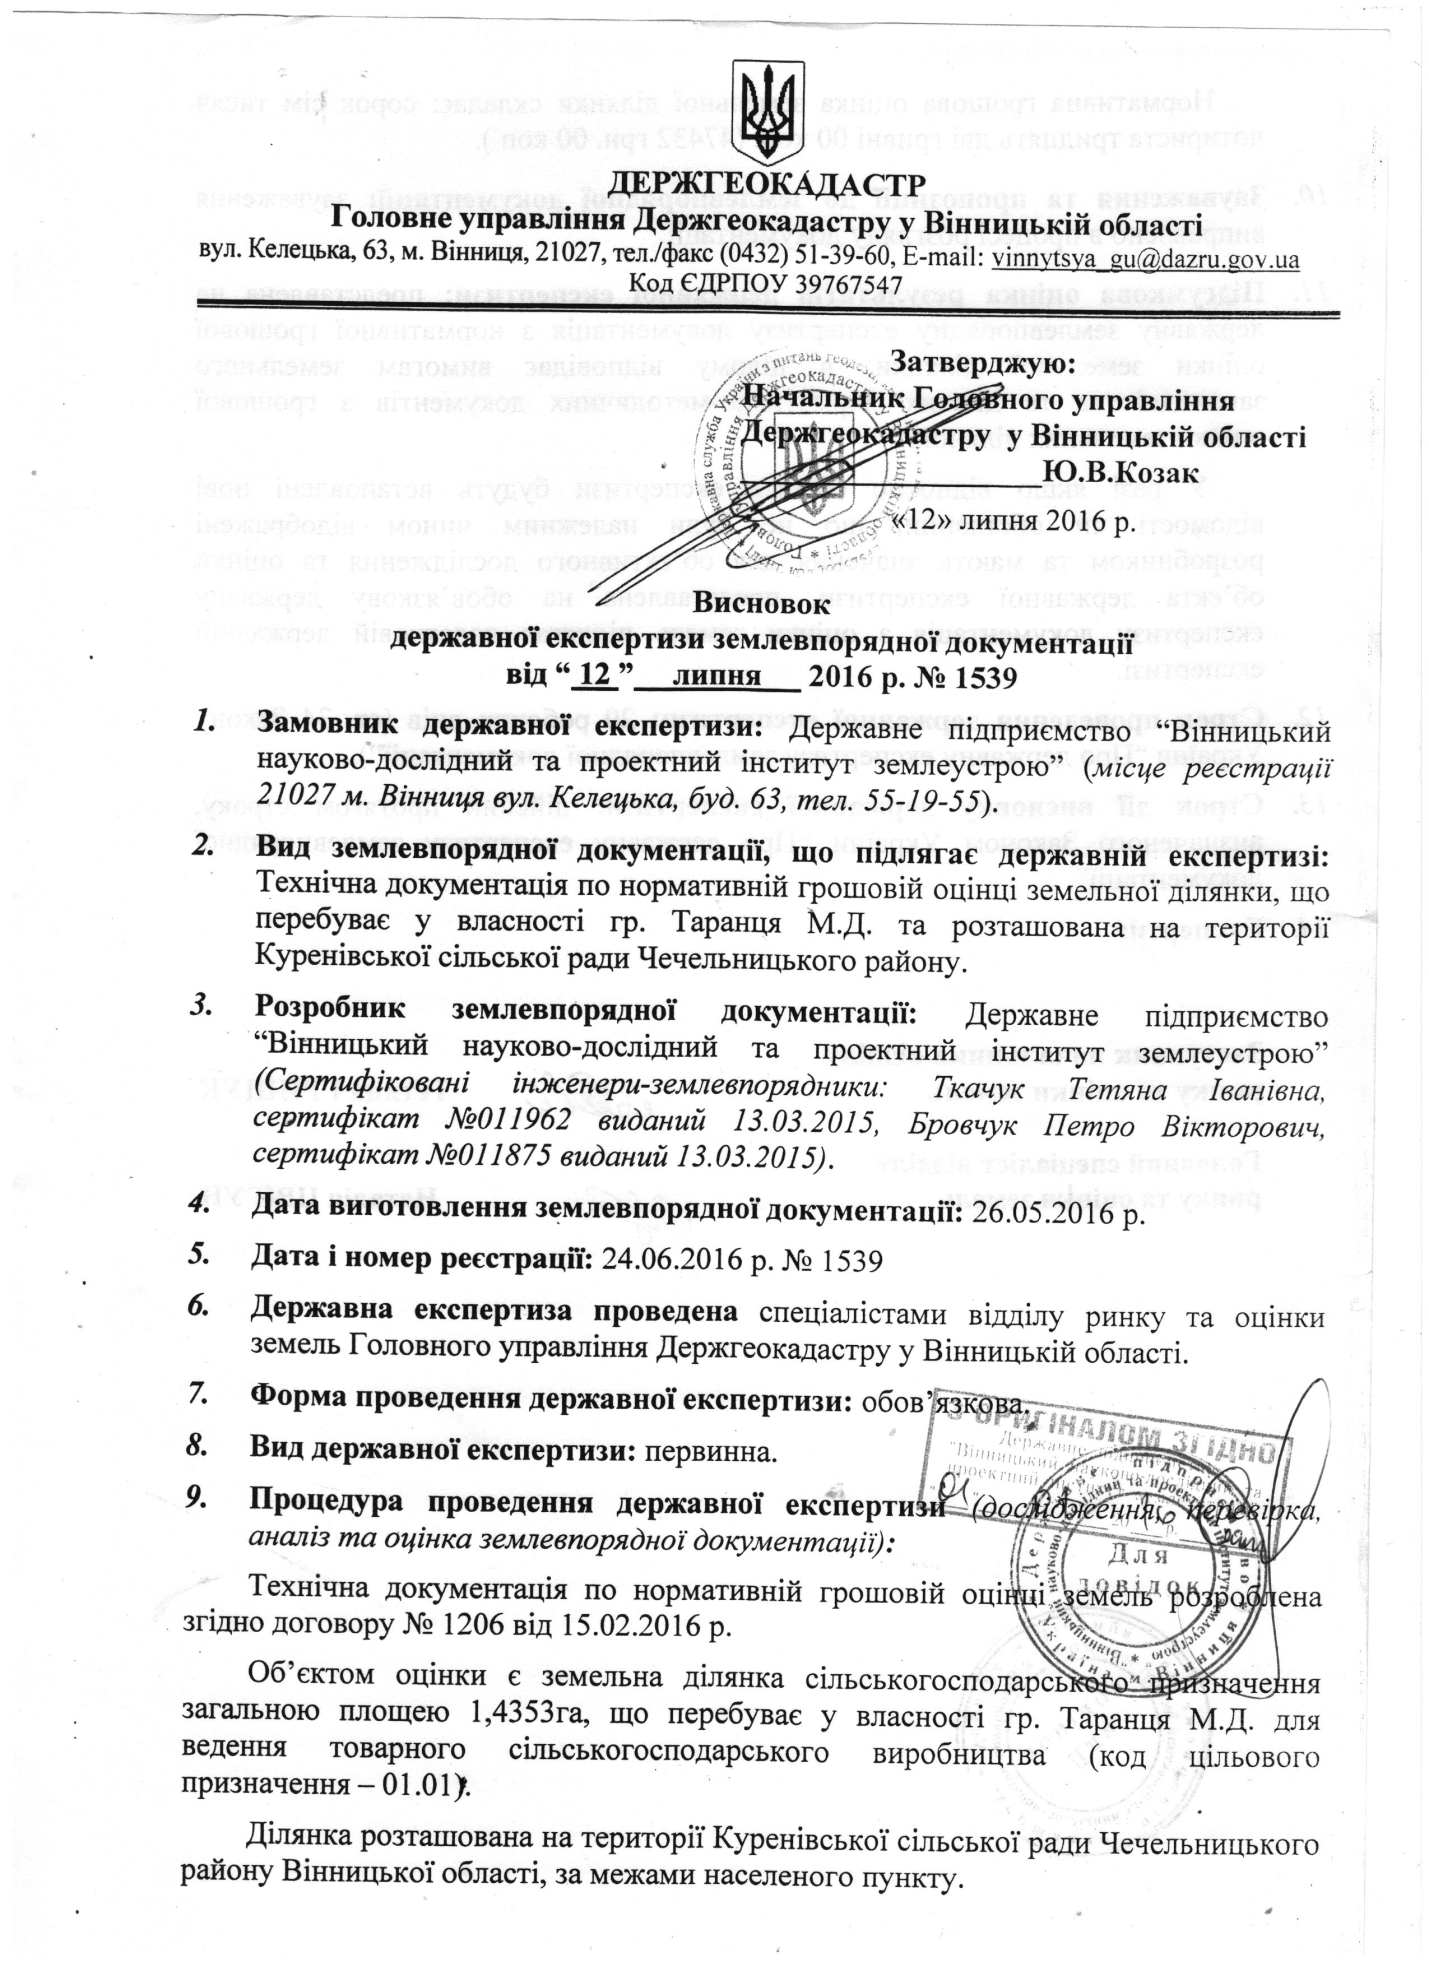 ДЕРЖГЕОКАДАСТР
Головне управління Держгеокадастру у Вінницькій області
вул. Келецька, 63, м. Вінниця, 21027, тел./факс (0432) 51-39-60, E-mail: vinnytsya_gu@dazru.gov.ua
Код ЄДРПОУ 39767547
Затверджую:
Начальник Головного управління
Держгеокадастру у Вінницькій області
Ю.В.Козак
«12» липня 2016 р.
Висновок
державної експертизи землевпорядної документації
від “ 12 ” липня 2016 р. № 1539
1. Замовник державної експертизи: Державне підприємство “Вінницький
науково-дослідний та проектний інститут землеустрою” (місце реєстрації
21027 м. Вінниця вул. Келецька, буд. 63, тел. 55-19-55).
2. Вид землевпорядної документації, що підлягає державній експертизі:
Технічна документація по нормативній грошовій оцінці земельної ділянки, що
перебуває у власності гр. Таранця М.Д. та розташована на території
Куренівської сільської ради Чечельницького району.
3. Розробник землевпорядної документації: Державне підприємство
“Вінницький науково-дослідний та проектний інститут землеустрою”
(Сертифіковані інженери-землевпорядники: Ткачук Тетяна Іванівна,
сертифікат №011962 виданий 13.03.2015, Бровчук Петро Вікторович,
сертифікат №011875 виданий 13.03.2015).
4. Дата виготовлення землевпорядної документації: 26.05.2016 р.
5. Дата і номер реєстрації: 24.06.2016 р. № 1539
6. Державна експертиза проведена спеціалістами відділу ринку та оцінки
земель Головного управління Держгеокадастру у Вінницькій області.
7. Форма проведення державної експертизи: обов’язкова.
З ОРИГІНАЛОМ ЗГІДНО
8. Вид державної експертизи: первинна.
9. Процедура проведення державної експертизи (дослідження, перевірка,
аналіз та оцінка землевпорядної документації):
Для
довідок
Технічна документація по нормативній грошовій оцінці земель розроблена
згідно договору № 1206 від 15.02.2016 р.
Об’єктом оцінки є земельна ділянка сільськогосподарського призначення
загальною площею 1,4353га, що перебуває у власності гр. Таранця М.Д. для
ведення товарного сільськогосподарського виробництва (код цільового
призначення – 01.01).
Ділянка розташована на території Куренівської сільської ради Чечельницького
району Вінницької області, за межами населеного пункту.